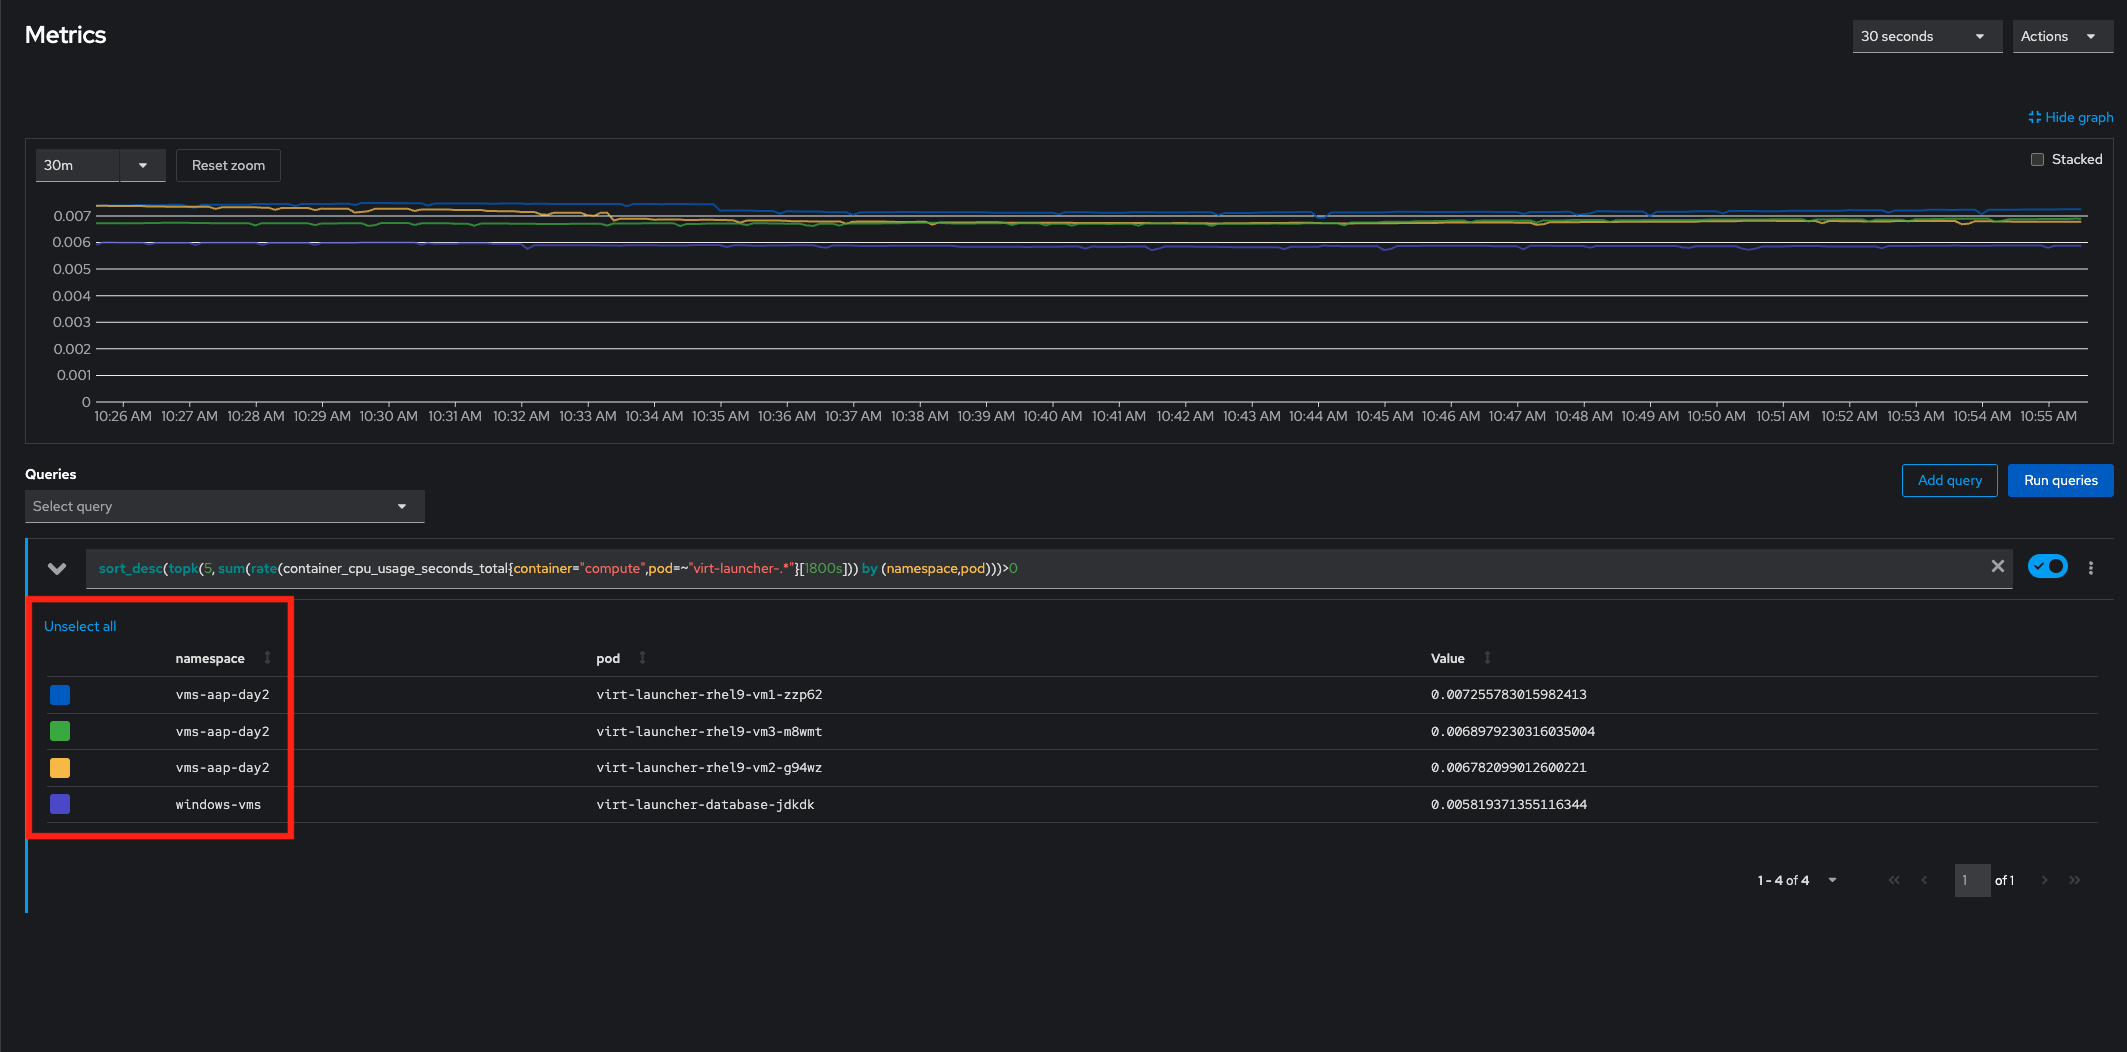 Metrics
30 seconds
Actions
Hide graph
30m
Reset zoom
Stacked
0.007
0.006
0.005
0.004
0.003
0.002
0.001
0
10:26 AM 10:27 AM 10:28 AM 10:29 AM 10:30 AM 10:31 AM 10:32 AM 10:33 AM 10:34 AM 10:35 AM 10:36 AM 10:37 AM 10:38 AM 10:39 AM 10:40 AM 10:41 AM 10:42 AM 10:43 AM 10:44 AM 10:45 AM 10:46 AM 10:47 AM 10:48 AM 10:49 AM 10:50 AM 10:51 AM 10:52 AM 10:53 AM 10:54 AM 10:55 AM
Queries
Select query
Add query
Run queries
sort_desc(topk(5, sum(rate(container_cpu_usage_seconds_total{container="compute",pod=~"virt-launcher-.*"}[1800s])) by (namespace,pod)))>0
Unselect all
namespace pod Value
vms-aap-day2 virt-launcher-rhel9-vm1-zzp62 0.007255783015982413
vms-aap-day2 virt-launcher-rhel9-vm3-m8wmt 0.0068979230316035004
vms-aap-day2 virt-launcher-rhel9-vm2-g94wz 0.006782099012600221
windows-vms virt-launcher-database-jdkdk 0.005819371355116344
1 - 4 of 4
1 of 1